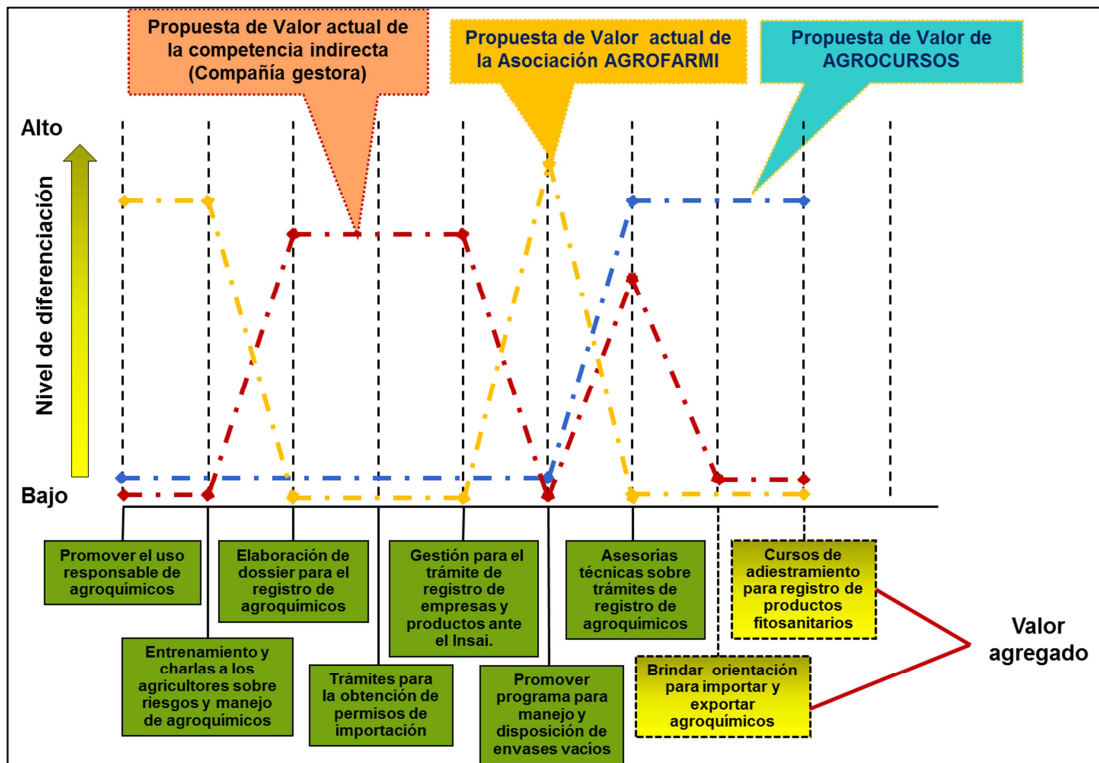 Propuesta de Valor actual de
la competencia indirecta
(Compañía gestora)
Propuesta de Valor actual de
la Asociación AGROFARMI
Propuesta de Valor de
AGROCURSOS
Alto
Nivel de diferenciación
Bajo
Promover el uso
responsable de
agroquímicos
Elaboración de
dossier para el
registro de
agroquímicos
Gestión para el
trámite de
registro de
empresas y
productos ante
el Insai.
Asesorías
técnicas sobre
trámites de
registro de
agroquímicos
Cursos de
adiestramiento
para registro de
productos
fitosanitarios
Entrenamiento y
charlas a los
agricultores sobre
riesgos y manejo
de agroquímicos
Trámites para
la obtención de
permisos de
importación
Promover
programa para
manejo y
disposición de
envases vacios
Brindar orientación
para importar y
exportar
agroquímicos
Valor
agregado